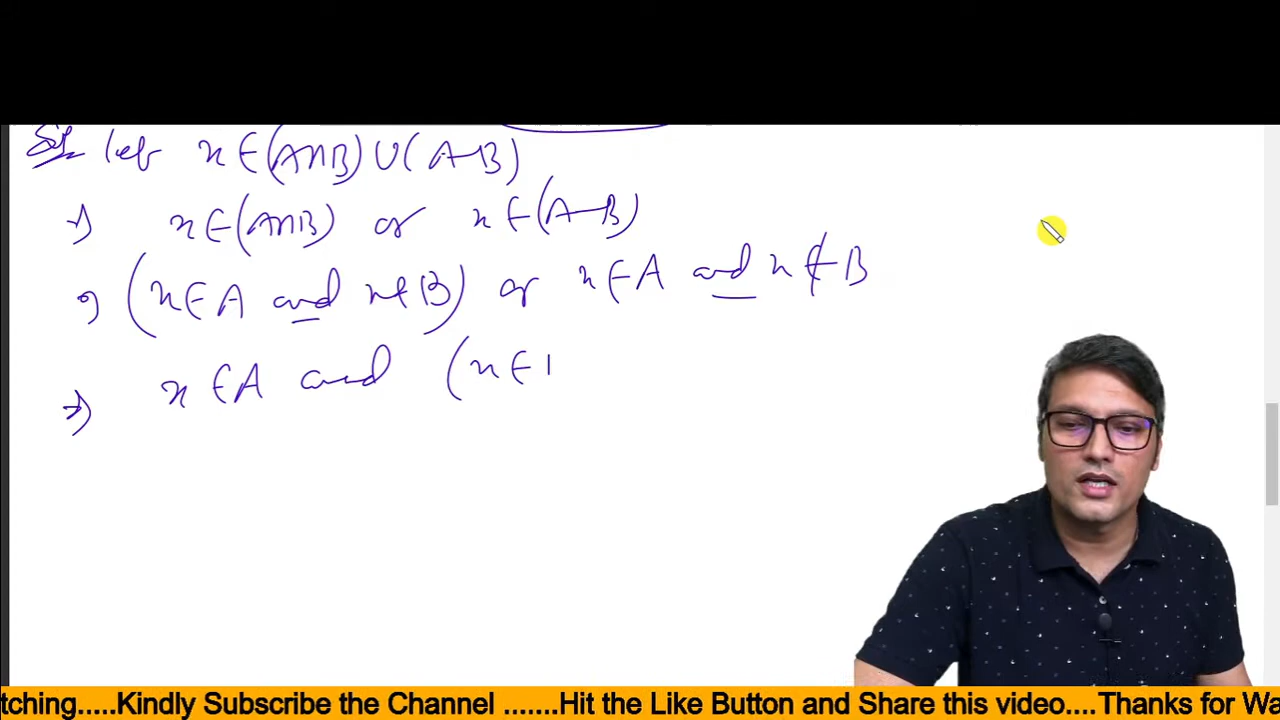 Sol. let x ∈ (A∩B) ∪ (A-B)
⇒ x ∈ (A∩B) or x ∈ (A-B)
⇒ (x ∈ A and x ∈ B) or x ∈ A and x ∉ B
⇒ x ∈ A and (x ∈
tching.....Kindly Subscribe the Channel .......Hit the Like Button and Share this video....Thanks for Wa